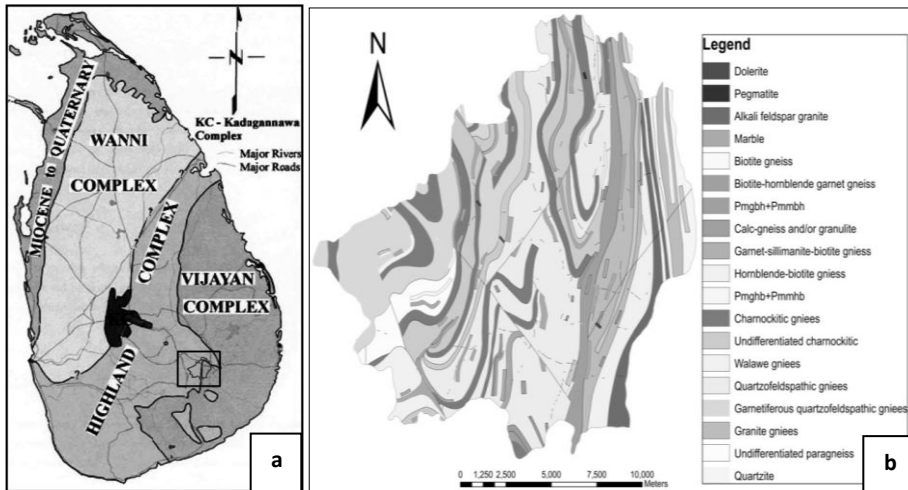 N
KC - Kadagannawa
Complex
Major Rivers
Major Roads
MIOCENE to QUATERNARY
WANNI
COMPLEX
COMPLEX
VIJAYAN
COMPLEX
HIGHLAND
?
?
?
a
N
Legend
Dolerite
Pegmatite
Alkali feldspar granite
Marble
Biotite gneiss
Biotite-hornblende garnet gneiss
Pmgbh+Pmmbh
Calc-gneiss and/or granulite
Garnet-sillimanite-biotite gniess
Hornblende-biotite gniess
Pmghb+Pmmhb
Charnockitic gniees
Undifferentiated charnockitic
Walawe gniees
Quartzofeldspathic gniees
Garnetiferous quartzofeldspathic gniees
Granite gniees
Undifferentiated paragneiss
Quartzite
0 1,250 2,500 5,000 7,500 10,000
Meters
b